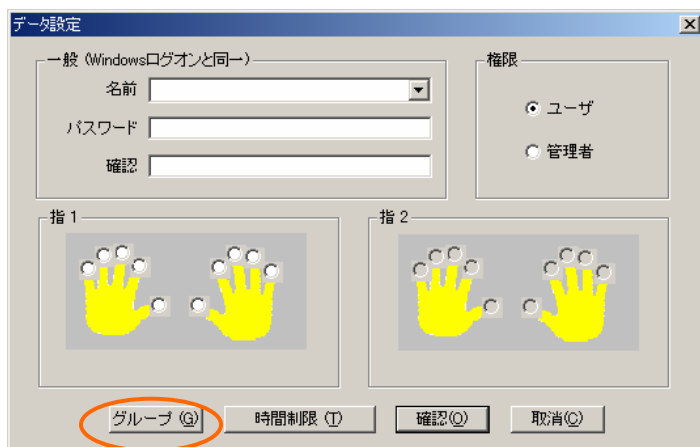 データ設定
一般 (Windowsログオンと同一)
名前
パスワード
確認
権限
ユーザ
管理者
指 1
指 2
グループ (G)
時間制限 (T)
確認(O)
取消(C)